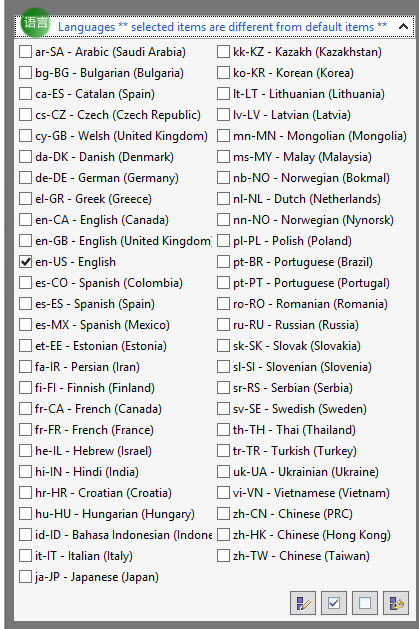 语言 Languages ** selected items are different from default items **
ar-SA - Arabic (Saudi Arabia)
bg-BG - Bulgarian (Bulgaria)
ca-ES - Catalan (Spain)
cs-CZ - Czech (Czech Republic)
cy-GB - Welsh (United Kingdom)
da-DK - Danish (Denmark)
de-DE - German (Germany)
el-GR - Greek (Greece)
en-CA - English (Canada)
en-GB - English (United Kingdom
en-US - English
es-CO - Spanish (Colombia)
es-ES - Spanish (Spain)
es-MX - Spanish (Mexico)
et-EE - Estonian (Estonia)
fa-IR - Persian (Iran)
fi-FI - Finnish (Finland)
fr-CA - French (Canada)
fr-FR - French (France)
he-IL - Hebrew (Israel)
hi-IN - Hindi (India)
hr-HR - Croatian (Croatia)
hu-HU - Hungarian (Hungary)
id-ID - Bahasa Indonesian (Indone
it-IT - Italian (Italy)
ja-JP - Japanese (Japan)
kk-KZ - Kazakh (Kazakhstan)
ko-KR - Korean (Korea)
lt-LT - Lithuanian (Lithuania)
lv-LV - Latvian (Latvia)
mn-MN - Mongolian (Mongolia)
ms-MY - Malay (Malaysia)
nb-NO - Norwegian (Bokmal)
nl-NL - Dutch (Netherlands)
nn-NO - Norwegian (Nynorsk)
pl-PL - Polish (Poland)
pt-BR - Portuguese (Brazil)
pt-PT - Portuguese (Portugal)
ro-RO - Romanian (Romania)
ru-RU - Russian (Russia)
sk-SK - Slovak (Slovakia)
sl-SI - Slovenian (Slovenia)
sr-RS - Serbian (Serbia)
sv-SE - Swedish (Sweden)
th-TH - Thai (Thailand)
tr-TR - Turkish (Turkey)
uk-UA - Ukrainian (Ukraine)
vi-VN - Vietnamese (Vietnam)
zh-CN - Chinese (PRC)
zh-HK - Chinese (Hong Kong)
zh-TW - Chinese (Taiwan)